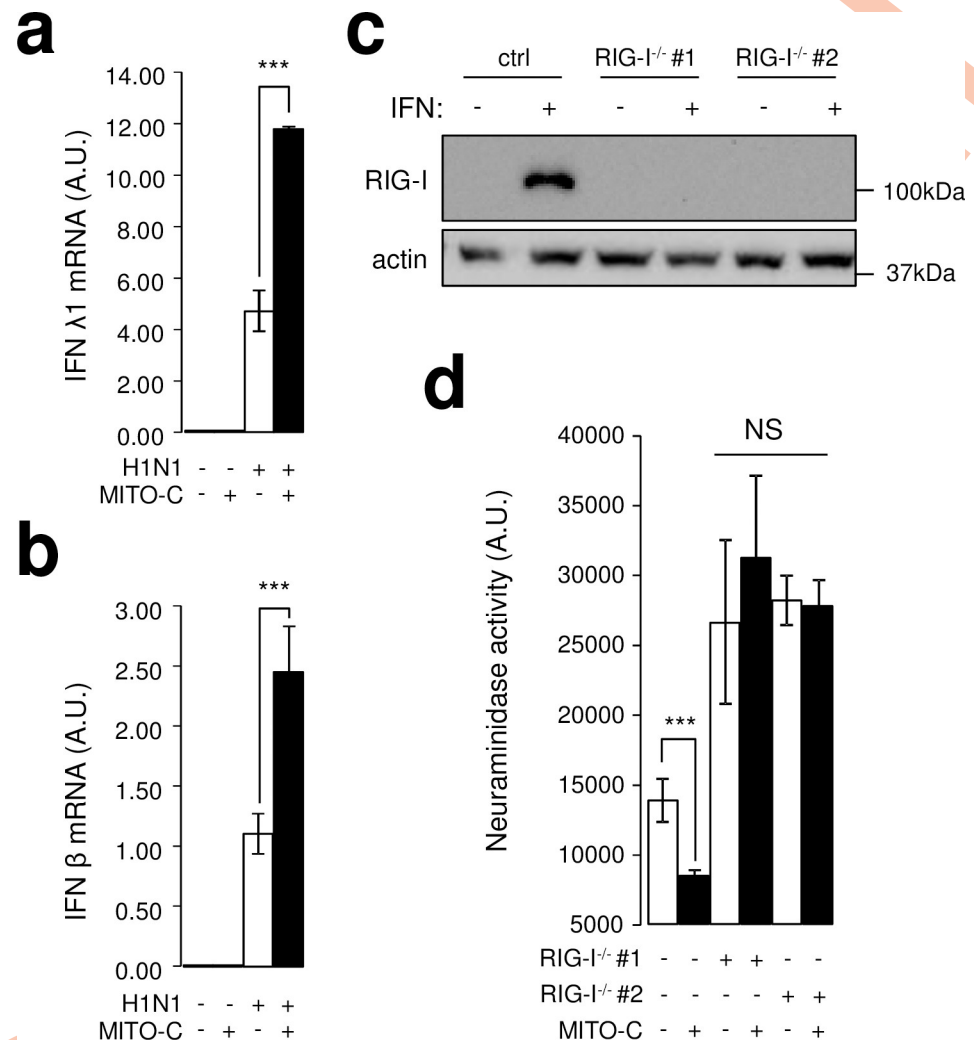 a
IFN λ1 mRNA (A.U.)
14.00
12.00
10.00
8.00
6.00
4.00
2.00
0.00
***
H1N1 - - + +
MITO-C - + - +
b
IFN β mRNA (A.U.)
3.00
2.50
2.00
1.50
1.00
0.50
0.00
***
H1N1 - - + +
MITO-C - + - +
c
ctrl RIG-I-/- #1 RIG-I-/- #2
IFN: - + - + - +
RIG-I
100kDa
actin
37kDa
d
Neuraminidase activity (A.U.)
40000
35000
30000
25000
20000
15000
10000
5000
NS
***
RIG-I-/- #1 - - + + - -
RIG-I-/- #2 - - - - + +
MITO-C - + - + - +